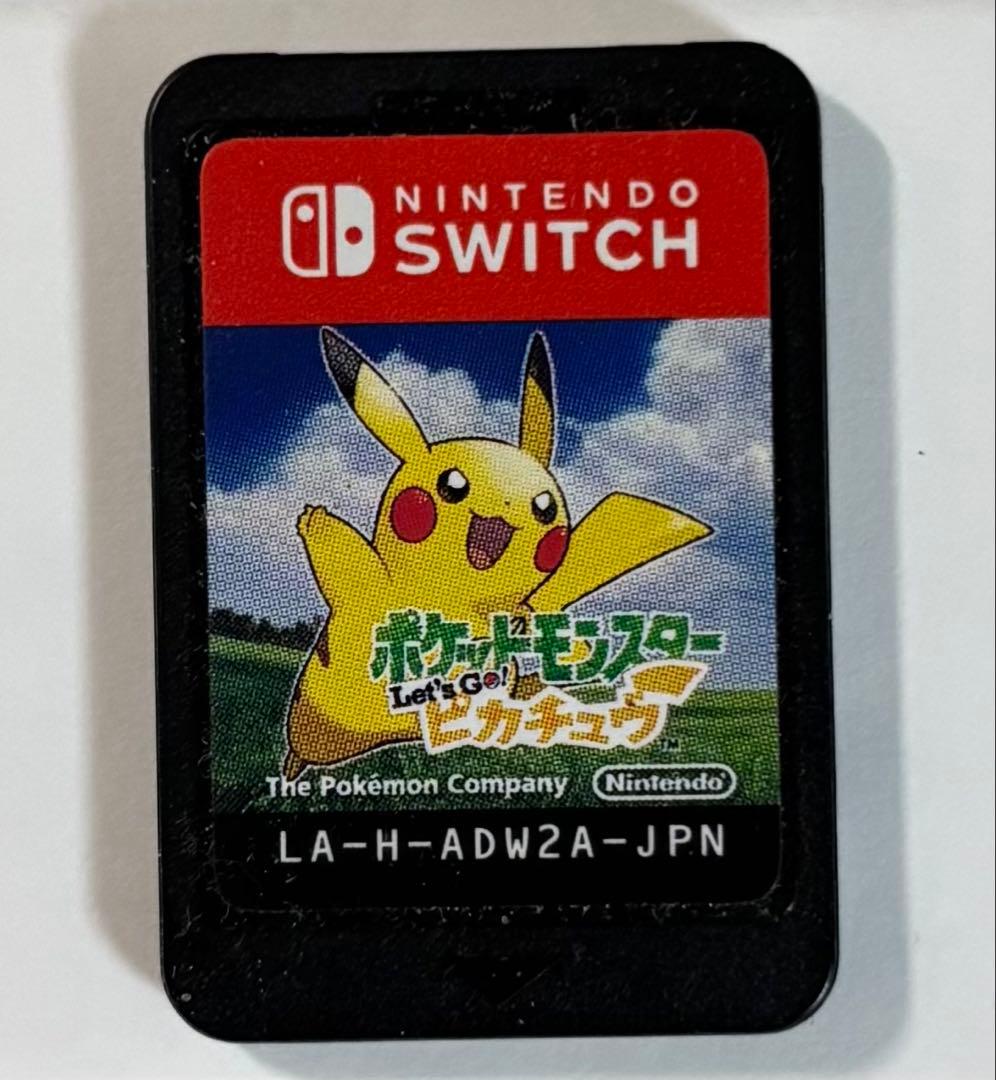 NINTENDO
SWITCH
ポケットモンスター
Let's Go!
ピカチュウ
TM
The Pokémon Company Nintendo
LA-H-ADW2A-JPN